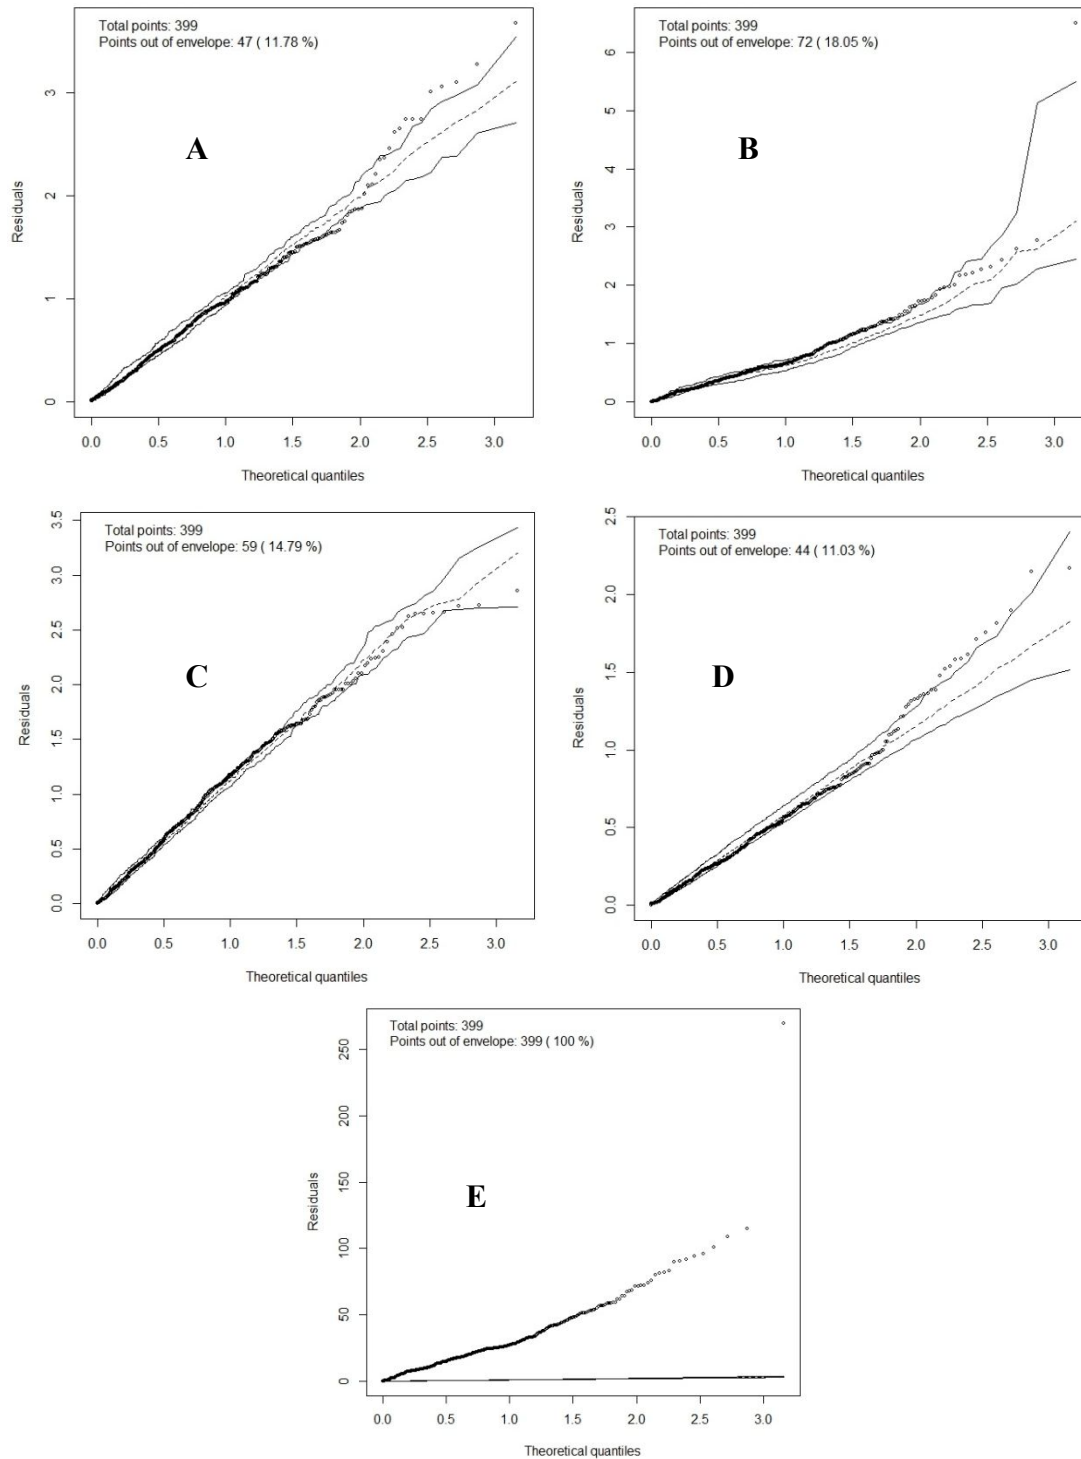 Total points: 399
Points out of envelope: 47 ( 11.78 %)
A
3
2
1
0
Residuals
0.0 0.5 1.0 1.5 2.0 2.5 3.0
Theoretical quantiles
Total points: 399
Points out of envelope: 72 ( 18.05 %)
B
6
5
4
3
2
1
0
Residuals
0.0 0.5 1.0 1.5 2.0 2.5 3.0
Theoretical quantiles
Total points: 399
Points out of envelope: 59 ( 14.79 %)
C
3.5
3.0
2.5
2.0
1.5
1.0
0.5
0.0
Residuals
0.0 0.5 1.0 1.5 2.0 2.5 3.0
Theoretical quantiles
Total points: 399
Points out of envelope: 44 ( 11.03 %)
D
2.5
2.0
1.5
1.0
0.5
0.0
Residuals
0.0 0.5 1.0 1.5 2.0 2.5 3.0
Theoretical quantiles
Total points: 399
Points out of envelope: 399 ( 100 %)
E
250
200
150
100
50
0
Residuals
0.0 0.5 1.0 1.5 2.0 2.5 3.0
Theoretical quantiles